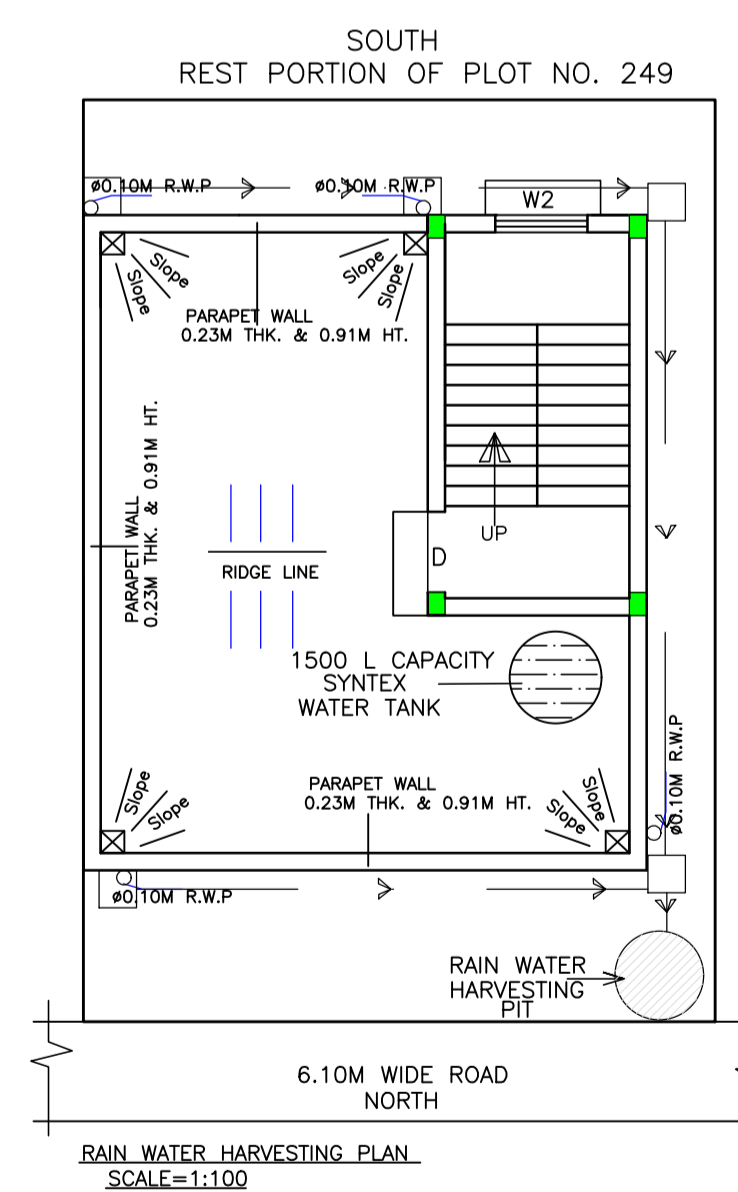 SOUTH
REST PORTION OF PLOT NO. 249
ø0.10M R.W.P
ø0.10M R.W.P
W2
Slope
Slope
Slope
Slope
PARAPET WALL
0.23M THK. & 0.91M HT.
PARAPET WALL
0.23M THK. & 0.91M HT.
UP
D
RIDGE LINE
1500 L CAPACITY
SYNTEX
WATER TANK
ø0.10M R.W.P
Slope
Slope
PARAPET WALL
0.23M THK. & 0.91M HT.
Slope
Slope
ø0.10M R.W.P
RAIN WATER
HARVESTING
PIT
6.10M WIDE ROAD
NORTH
RAIN WATER HARVESTING PLAN
SCALE=1:100